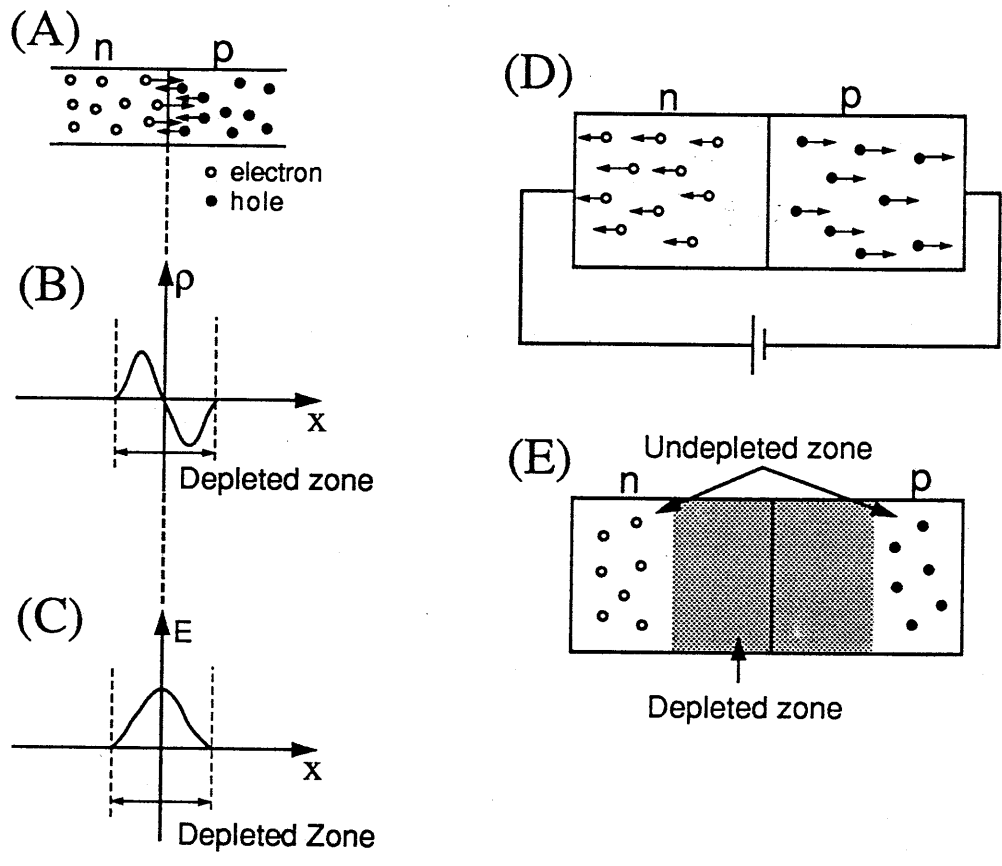 (A)
n p
electron
hole
(B)
ρ
x
Depleted zone
(C)
E
x
Depleted Zone
(D)
n p
(E)
Undepleted zone
n p
Depleted zone